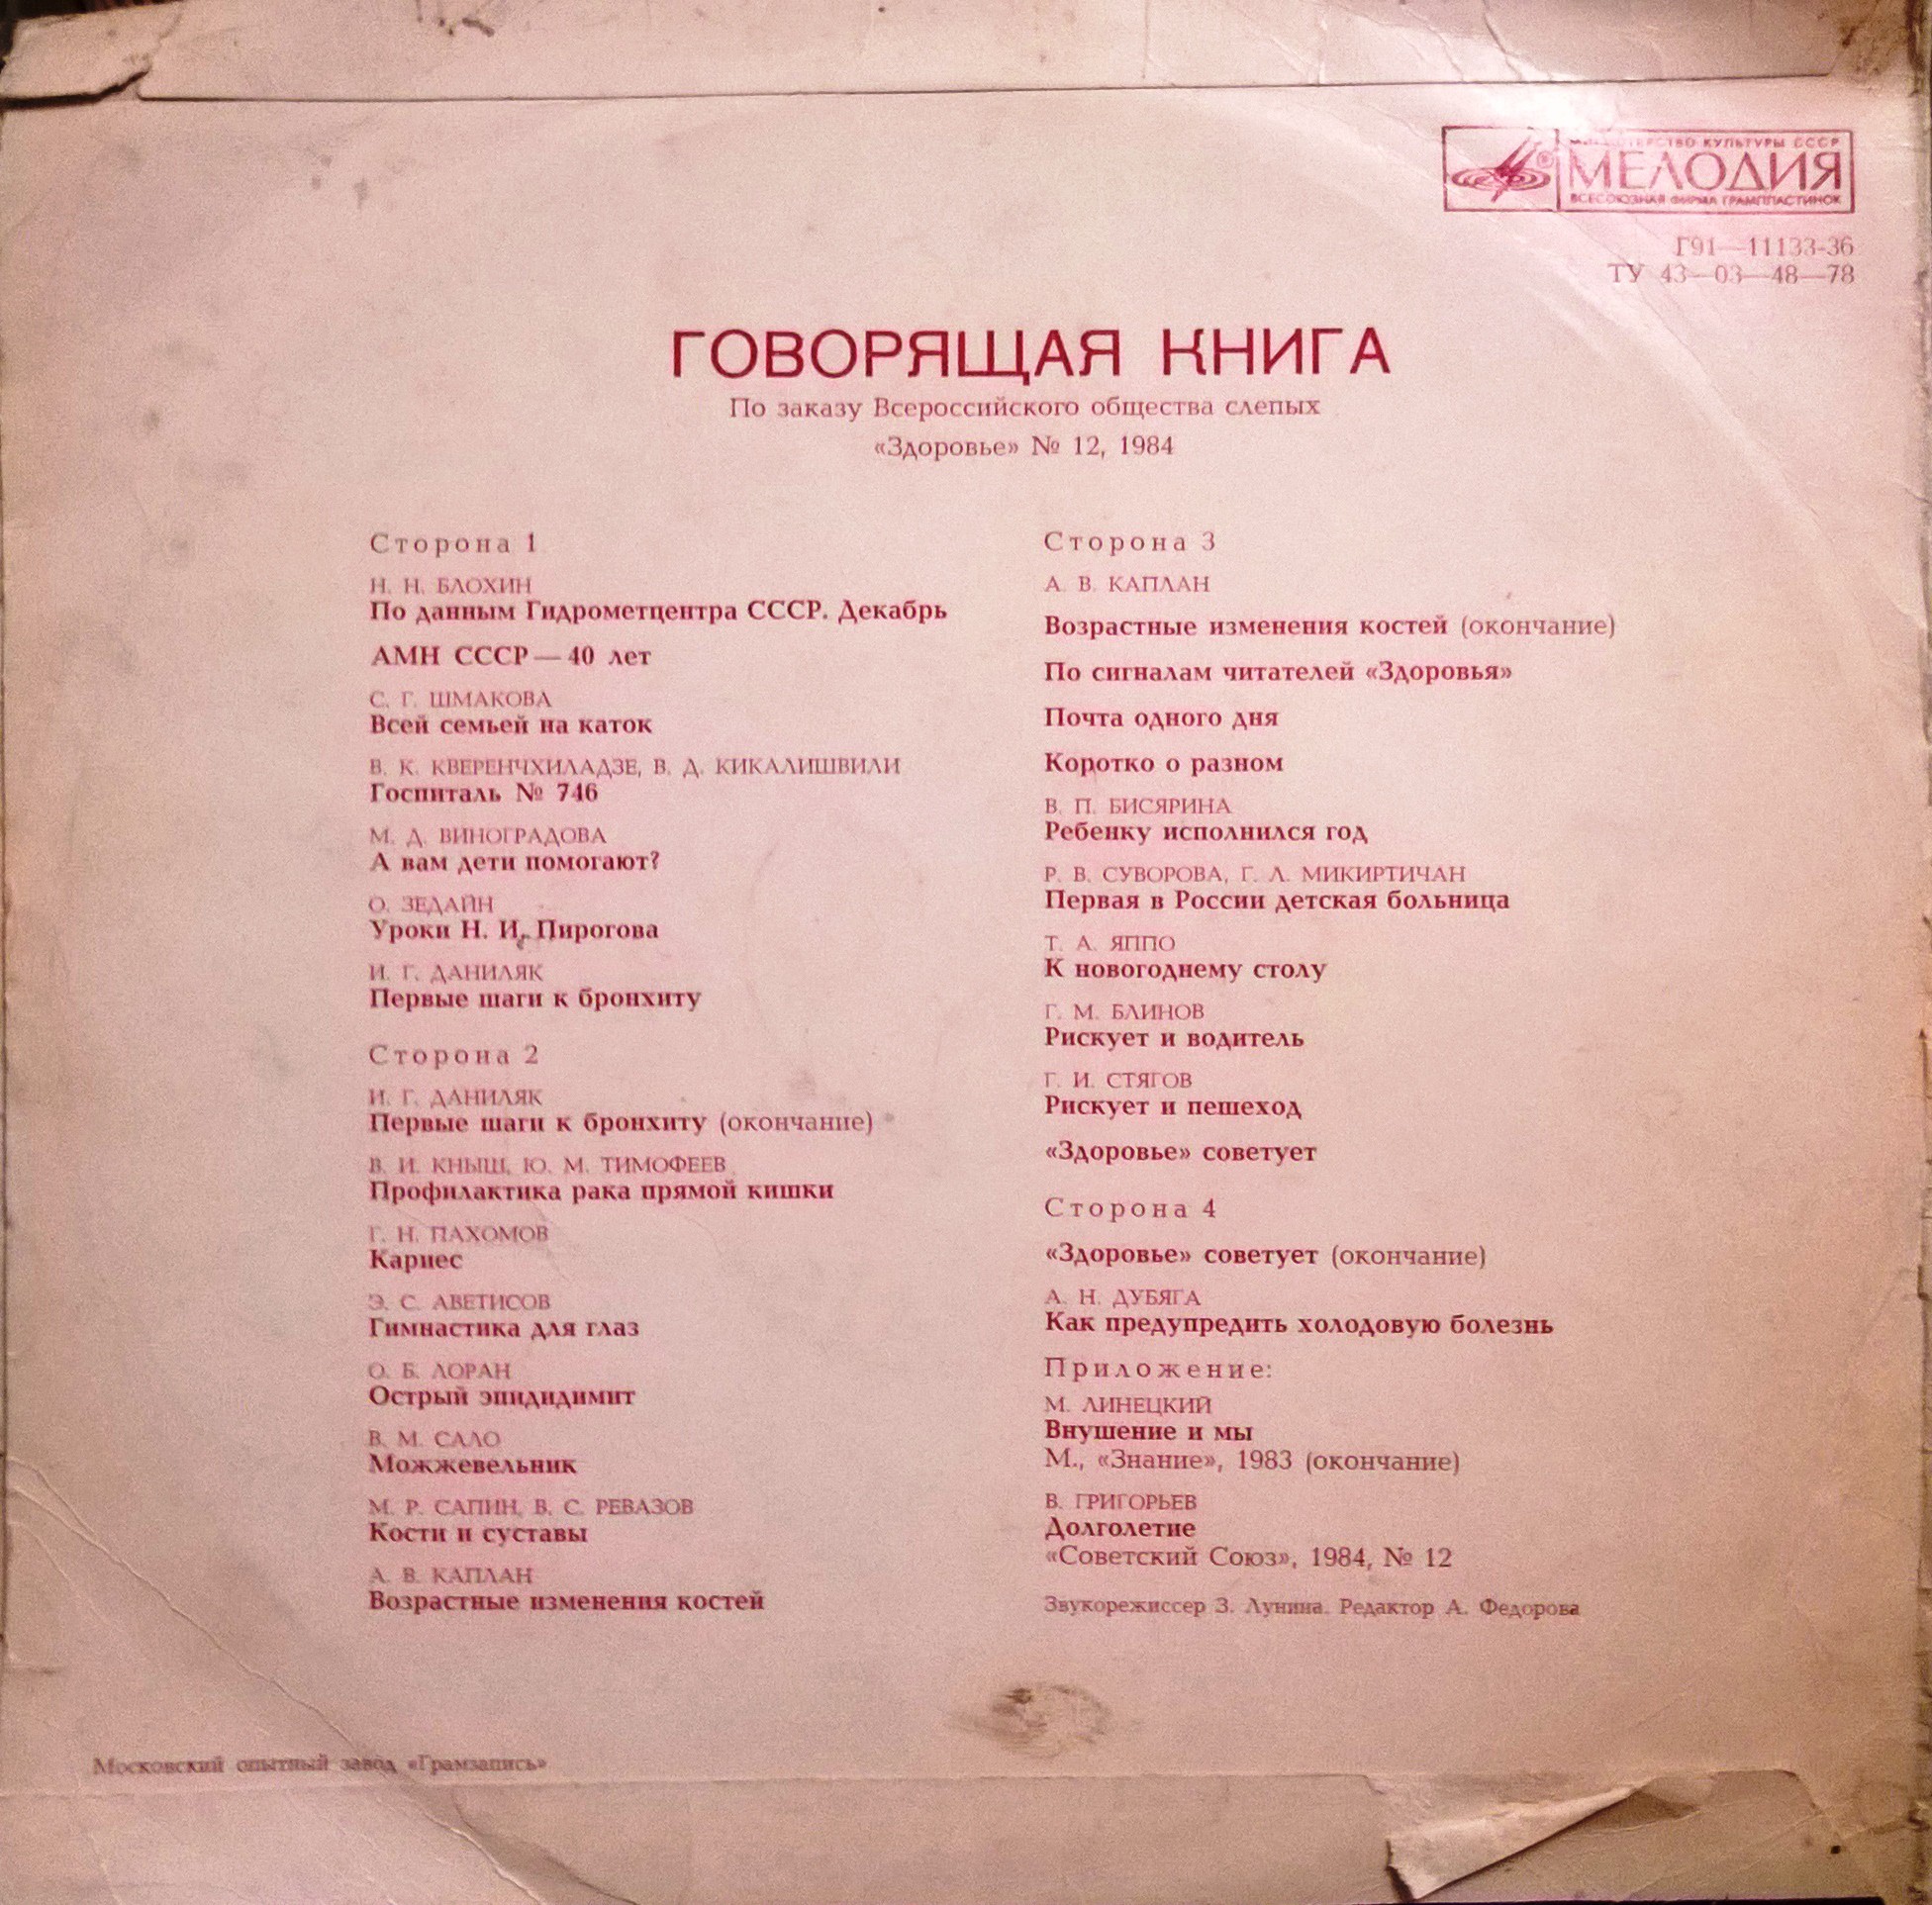 МИНИСТЕРСТВО КУЛЬТУРЫ СССР
МЕЛОДИЯ
ВСЕСОЮЗНАЯ ФИРМА ГРАМПЛАСТИНОК
Г91—11133-36
ТУ 43—03—48—78
ГОВОРЯЩАЯ КНИГА
По заказу Всероссийского общества слепых
«Здоровье» № 12, 1984
Сторона 1
Н. Н. БЛОХИН
По данным Гидрометцентра СССР. Декабрь
АМН СССР — 40 лет
С. Г. ШМАКОВА
Всей семьей на каток
В. К. КВЕРЕНЧХИЛАДЗЕ, В. Д. КИКАЛИШВИЛИ
Госпиталь № 746
М. Д. ВИНОГРАДОВА
А вам дети помогают?
О. ЗЕДАЙН
Уроки Н. И. Пирогова
И. Г. ДАНИЛЯК
Первые шаги к бронхиту
Сторона 2
И. Г. ДАНИЛЯК
Первые шаги к бронхиту (окончание)
В. И. КНЫШ, Ю. М. ТИМОФЕЕВ
Профилактика рака прямой кишки
Г. Н. ПАХОМОВ
Кариес
Э. С. АВЕТИСОВ
Гимнастика для глаз
О. Б. ЛОРАН
Острый эпидидимит
В. М. САЛО
Можжевельник
М. Р. САПИН, В. С. РЕВАЗОВ
Кости и суставы
А. В. КАПЛАН
Возрастные изменения костей
Сторона 3
А. В. КАПЛАН
Возрастные изменения костей (окончание)
По сигналам читателей «Здоровья»
Почта одного дня
Коротко о разном
В. П. БИСЯРИНА
Ребенку исполнился год
Р. В. СУВОРОВА, Г. Л. МИКИРТИЧАН
Первая в России детская больница
Т. А. ЯППО
К новогоднему столу
Г. М. БЛИНОВ
Рискует и водитель
Г. И. СТЯГОВ
Рискует и пешеход
«Здоровье» советует
Сторона 4
«Здоровье» советует (окончание)
А. Н. ДУБЯГА
Как предупредить холодовую болезнь
Приложение:
М. ЛИНЕЦКИЙ
Внушение и мы
М., «Знание», 1983 (окончание)
В. ГРИГОРЬЕВ
Долголетие
«Советский Союз», 1984, № 12
Звукорежиссер З. Лунина. Редактор А. Федорова
Московский опытный завод «Грамзапись»